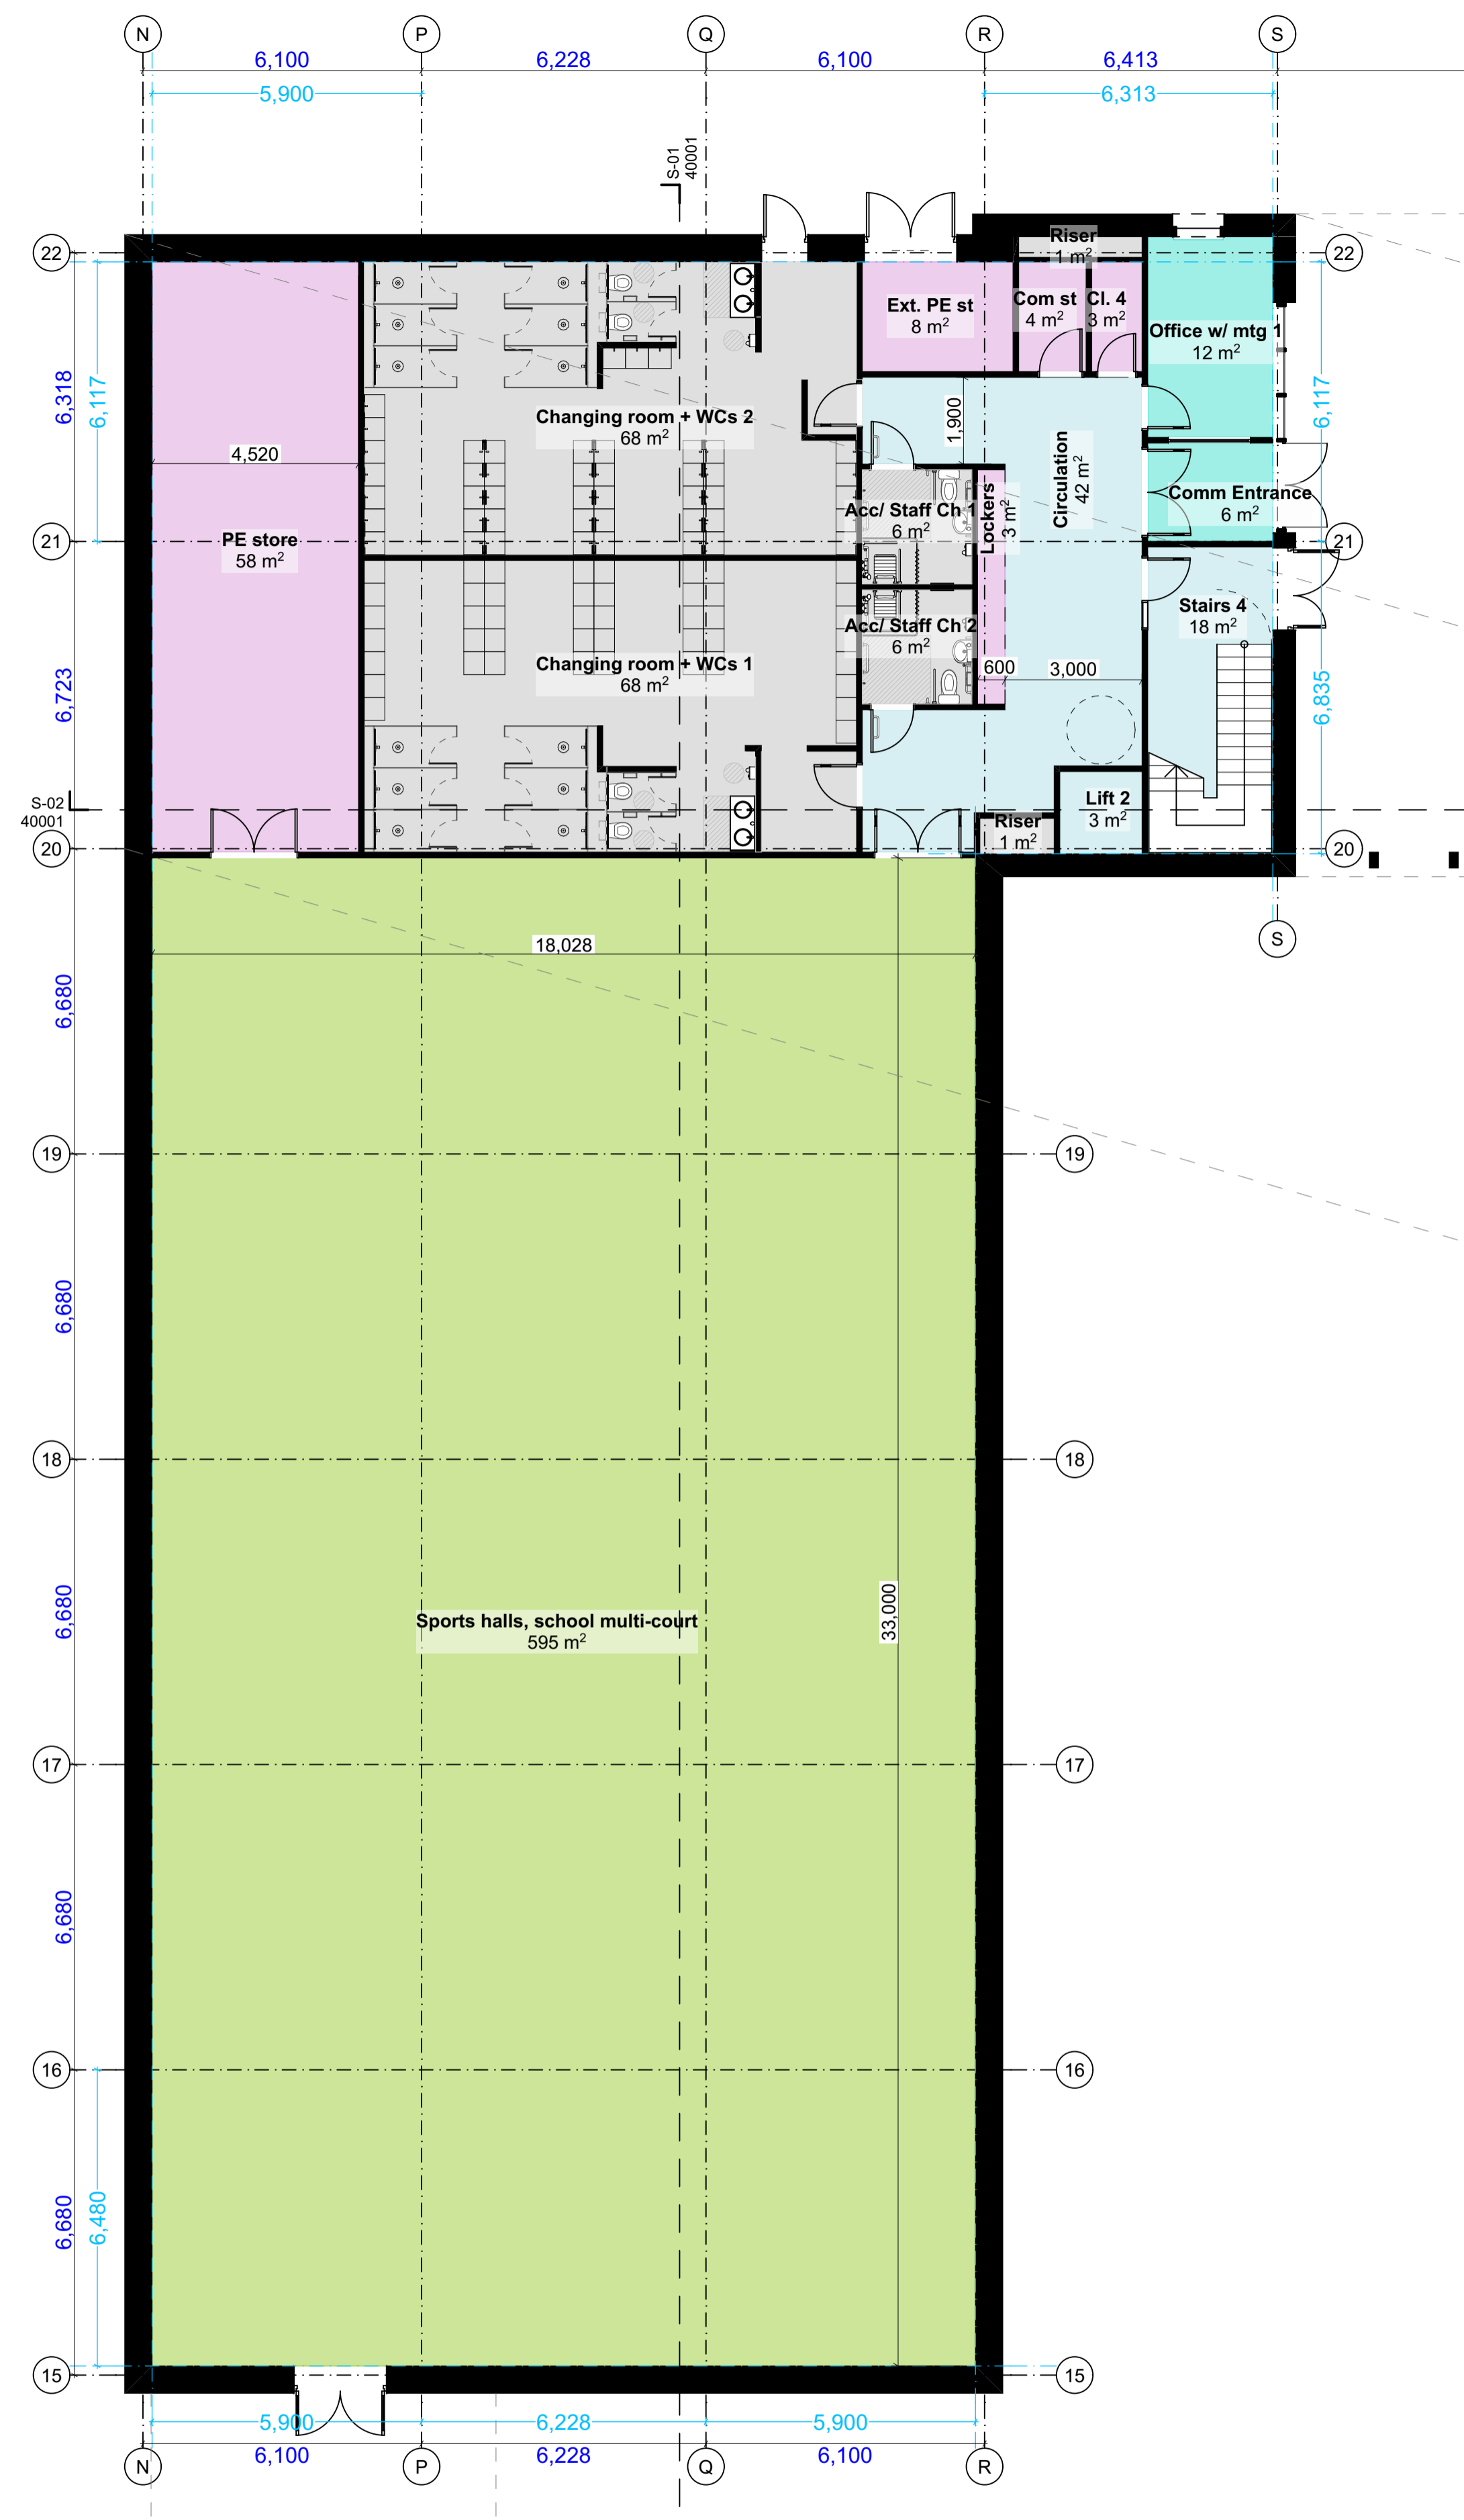 N P Q R S
6,100 6,228 6,100 6,413
5,900 6,313
S-01
40001
22 22
Riser
1 m²
Ext. PE st
8 m²
Com st
4 m²
Cl. 4
3 m²
Office w/ mtg 1
12 m²
6,318
6,117
6,117
4,520
Changing room + WCs 2
68 m²
1,900
Circulation
42 m²
Lockers
3 m²
Comm Entrance
6 m²
Acc/ Staff Ch 1
6 m²
PE store
58 m²
21 21
Stairs 4
18 m²
Acc/ Staff Ch 2
6 m²
Changing room + WCs 1
68 m²
600 3,000
6,723
6,835
S-02
40001
Lift 2
3 m²
Riser
1 m²
20 20
S
18,028
6,680
19 19
6,680
18 18
6,680
33,000
Sports halls, school multi-court
595 m²
17 17
6,680
16 16
6,680
6,480
15 15
5,900 6,228 5,900
6,100 6,228 6,100
N P Q R